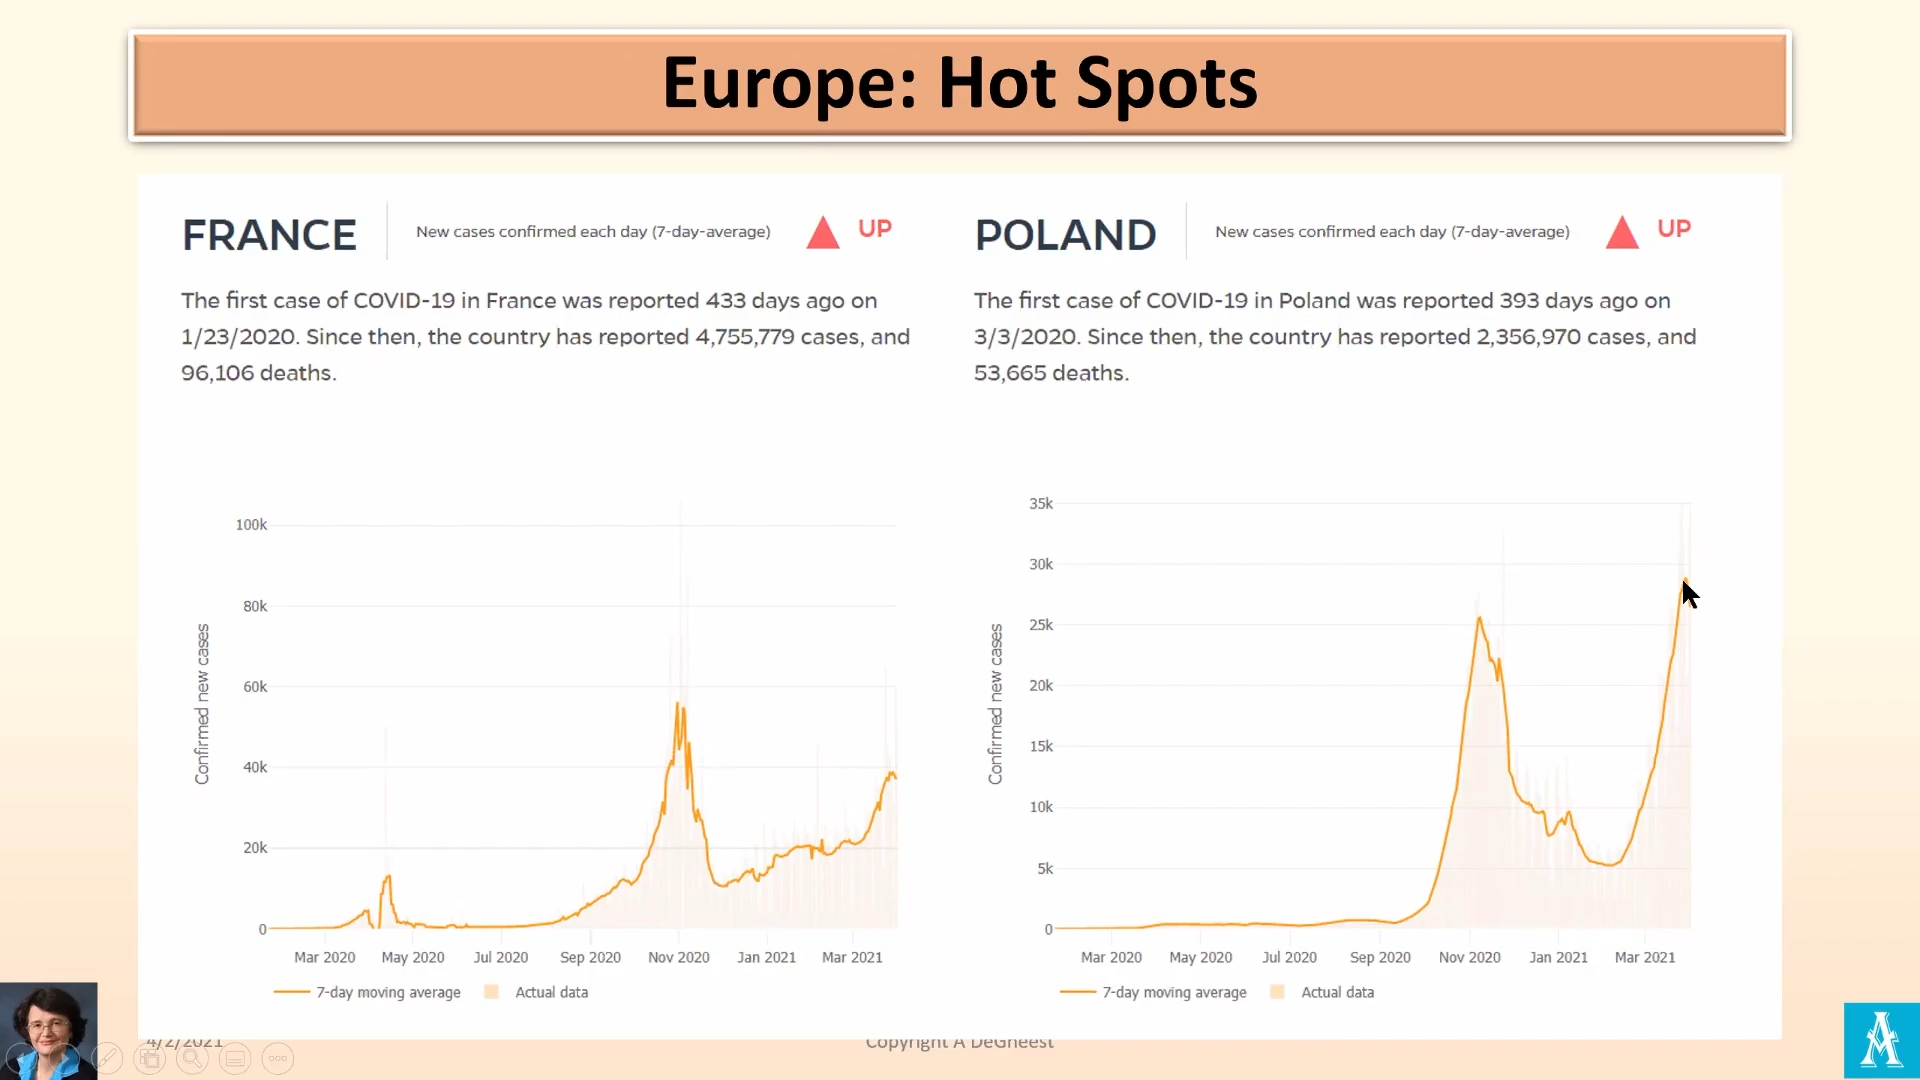 Europe: Hot Spots
FRANCE
New cases confirmed each day (7-day-average)
UP
The first case of COVID-19 in France was reported 433 days ago on
1/23/2020. Since then, the country has reported 4,755,779 cases, and
96,106 deaths.
100k
80k
60k
40k
20k
0
Confirmed new cases
Mar 2020
May 2020
Jul 2020
Sep 2020
Nov 2020
Jan 2021
Mar 2021
7-day moving average
Actual data
POLAND
New cases confirmed each day (7-day-average)
UP
The first case of COVID-19 in Poland was reported 393 days ago on
3/3/2020. Since then, the country has reported 2,356,970 cases, and
53,665 deaths.
35k
30k
25k
20k
15k
10k
5k
0
Confirmed new cases
Mar 2020
May 2020
Jul 2020
Sep 2020
Nov 2020
Jan 2021
Mar 2021
7-day moving average
Actual data
4/2/2021
Copyright A DeGheest
A